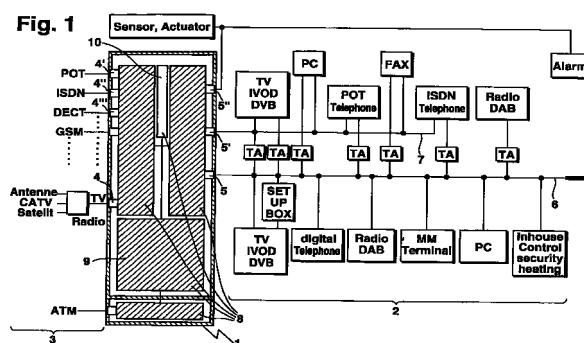 Fig. 1
Sensor, Actuator
Alarm
10
POT
4'
ISDN
4''
DECT
4'''
GSM
5''
5'
5
4
Antenne
CATV
Satelit
TV
Radio
9
ATM
8
1
3
TV
IVOD
DVB
PC
POT
Telephone
FAX
ISDN
Telephone
Radio
DAB
7
TA
TA
TA
TA
TA
TA
TA
6
SET
UP
BOX
TV
IVOD
DVB
digital
Telephone
Radio
DAB
MM
Terminal
PC
Inhouse
Control
security
heating
2